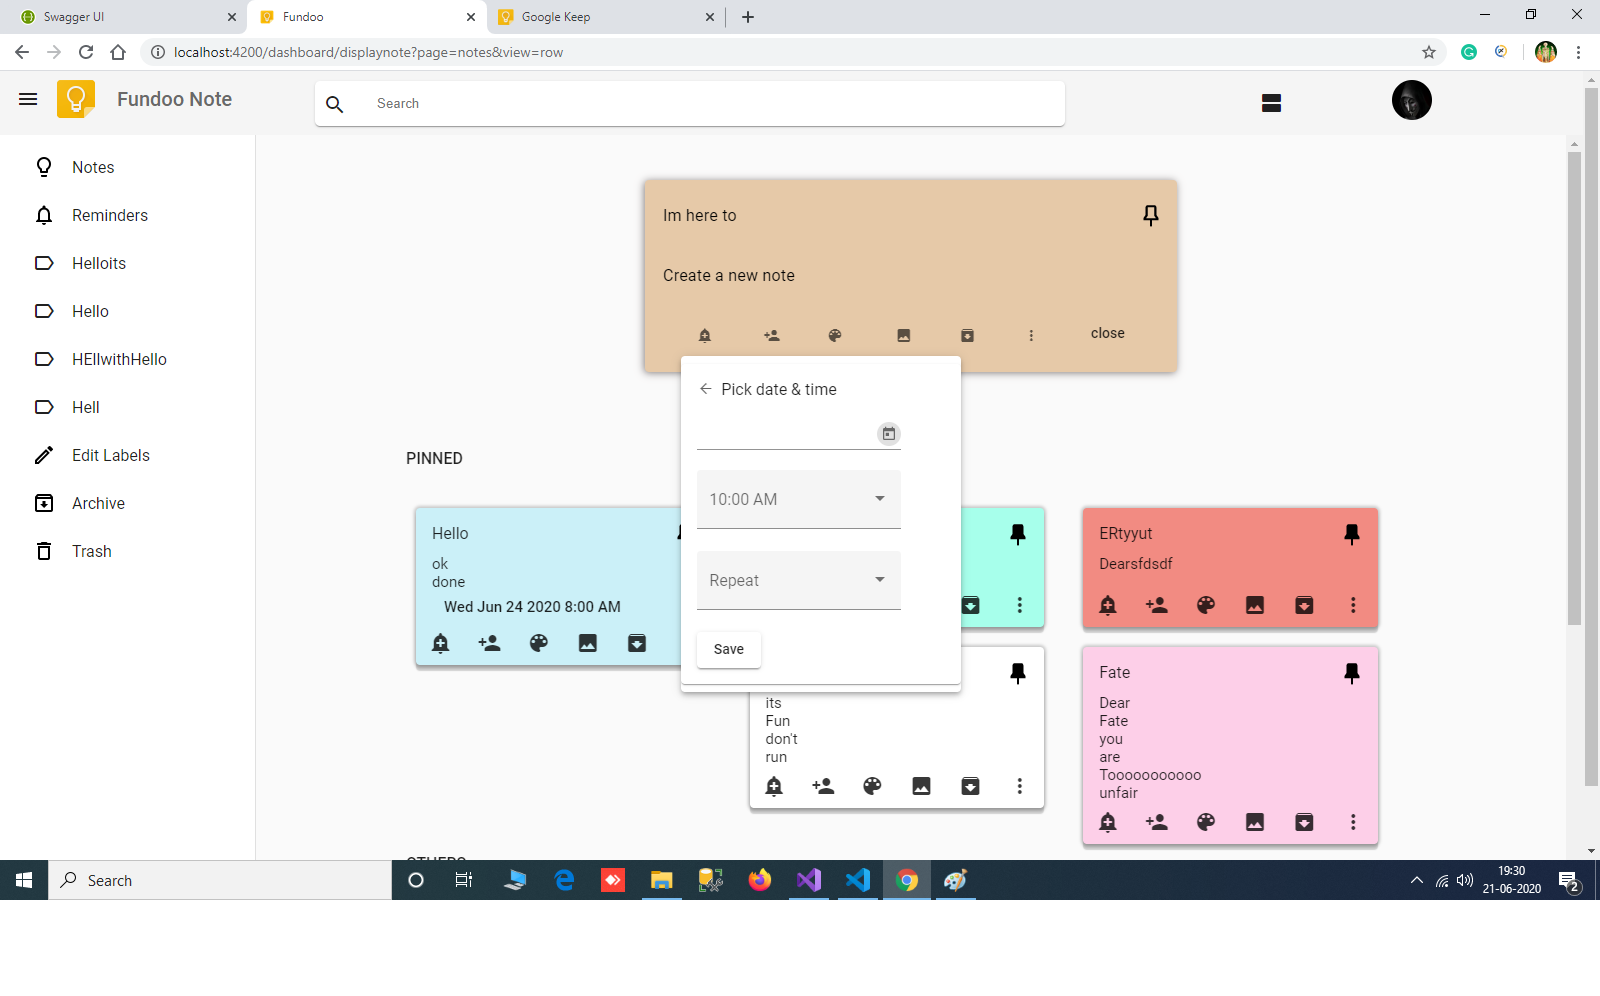 Swagger UI
Fundoo
Google Keep
localhost:4200/dashboard/displaynote?page=notes&view=row
Fundoo Note
Search
Notes
Reminders
Helloits
Hello
HEllwithHello
Hell
Edit Labels
Archive
Trash
Im here to
Create a new note
close
Pick date & time
10:00 AM
Repeat
Save
PINNED
Hello
ok
done
Wed Jun 24 2020 8:00 AM
ERtyyut
Dearsfdsdf
its
Fun
don't
run
Fate
Dear
Fate
you
are
Tooooooooooo
unfair
OTHERS
Search
19:30
21-06-2020
2